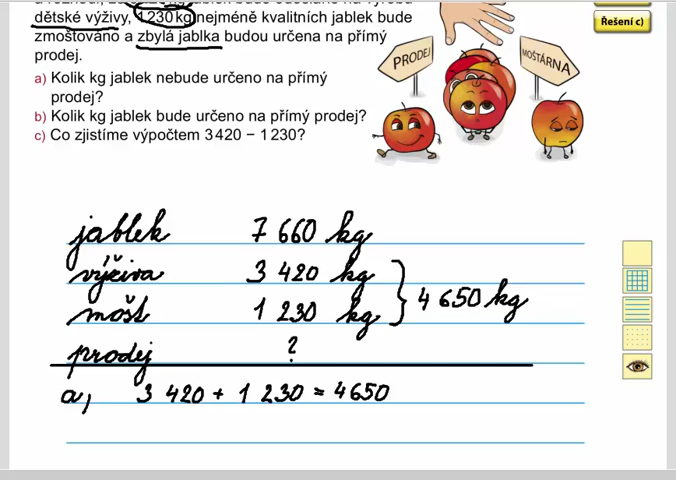 dětské výživy, 1 230 kg nejméně kvalitních jablek bude
zmoštováno a zbylá jablka budou určena na přímý
prodej.
a) Kolik kg jablek nebude určeno na přímý
prodej?
b) Kolik kg jablek bude určeno na přímý prodej?
c) Co zjistíme výpočtem 3 420 − 1 230?
Řešení c)
PRODEJ
MOŠTÁRNA
jablek 7 660 kg
výživa 3 420 kg
mošt 1 230 kg
4 650 kg
prodej ?
a, 3 420 + 1 230 = 4650